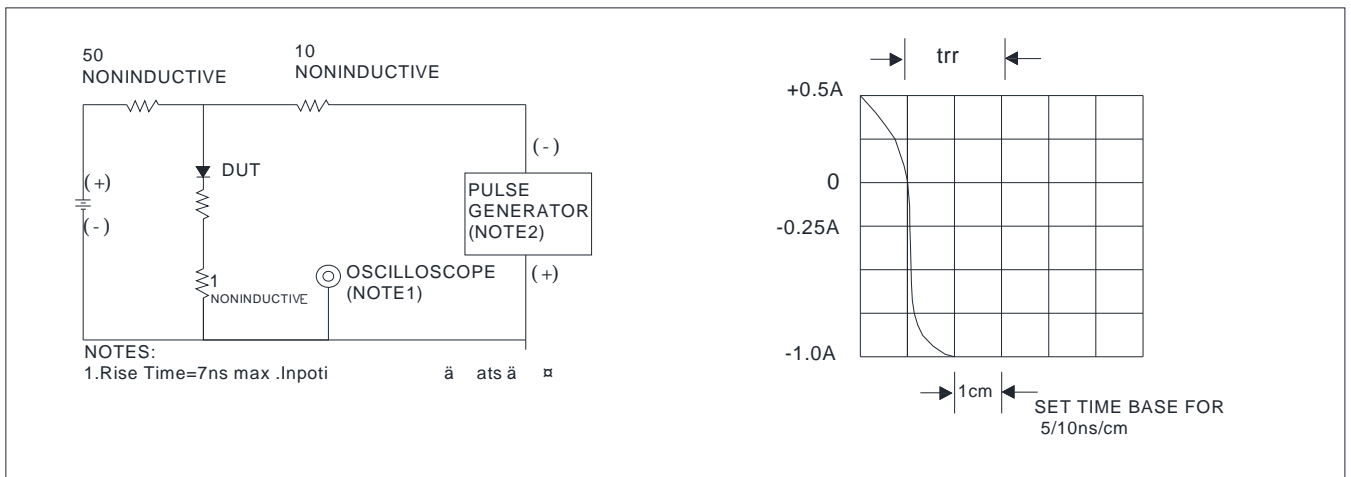 50
NONINDUCTIVE
10
NONINDUCTIVE
(+)
(-)
DUT
1
NONINDUCTIVE
OSCILLOSCOPE
(NOTE1)
(-)
PULSE
GENERATOR
(NOTE2)
(+)
NOTES:
1.Rise Time=7ns max .Inpoti ä ats ä ¤
trr
+0.5A
0
-0.25A
-1.0A
1cm
SET TIME BASE FOR
5/10ns/cm